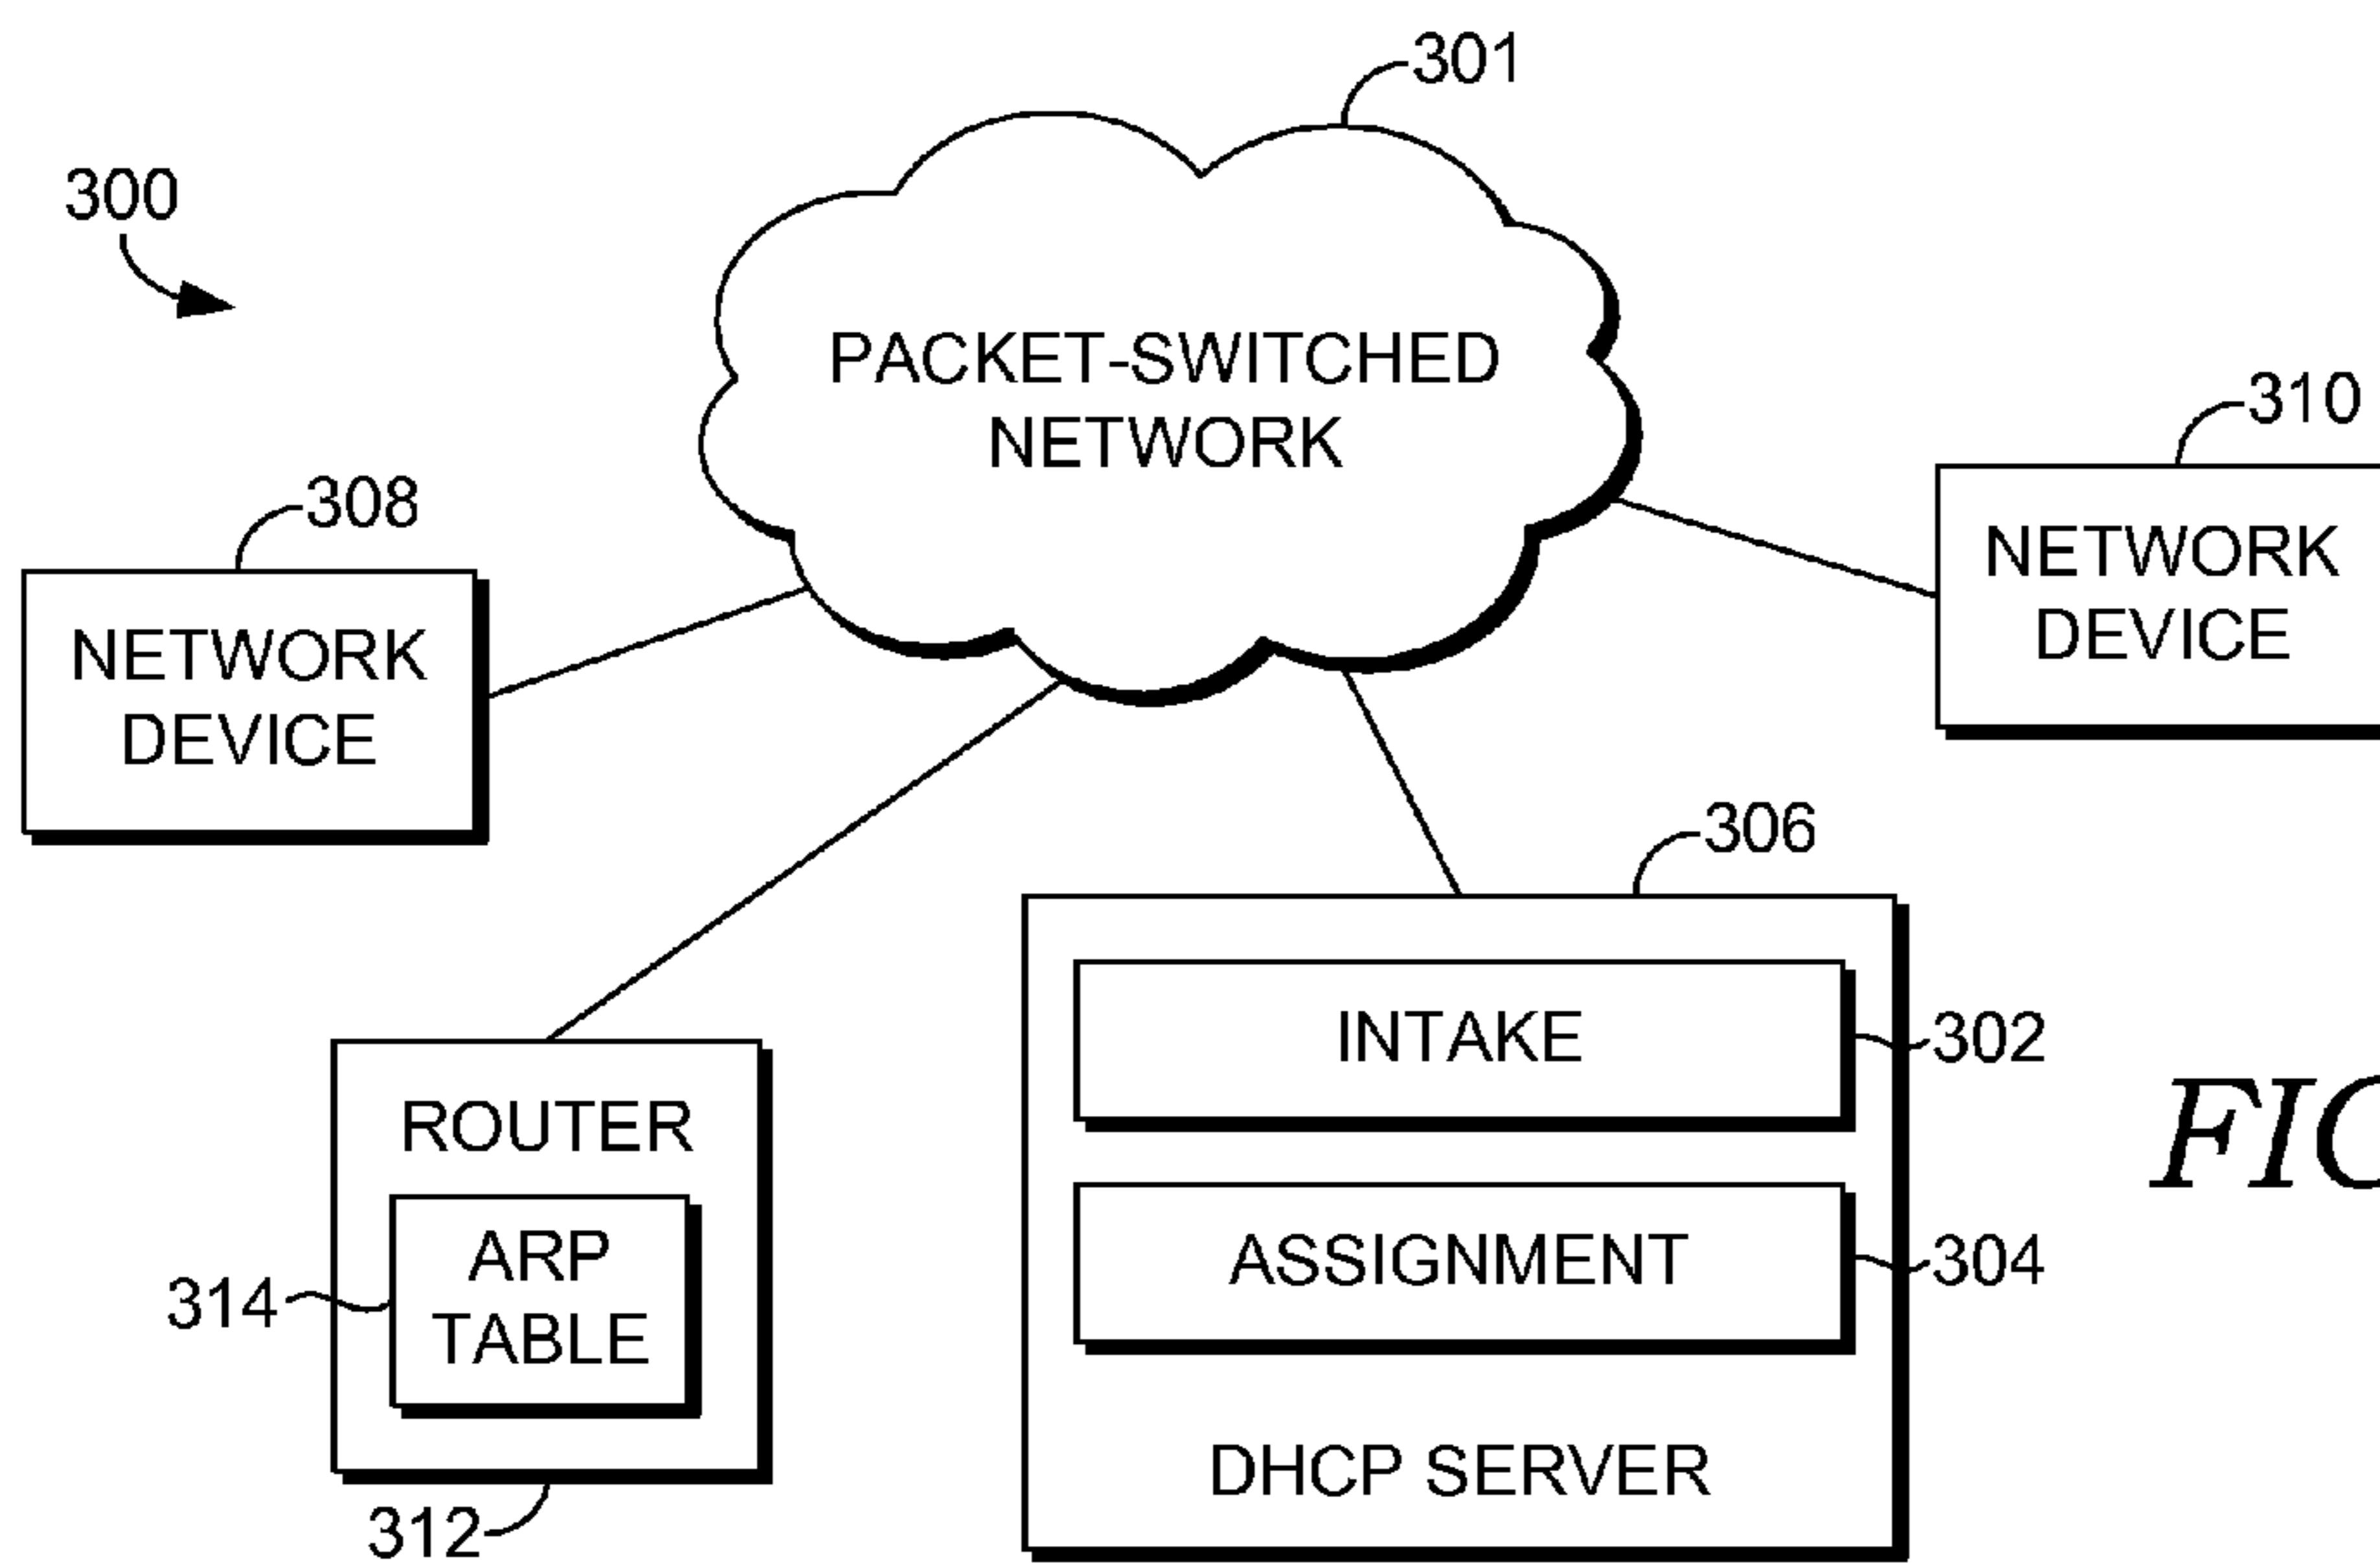 301
300
PACKET-SWITCHED
NETWORK
310
308
NETWORK
DEVICE
NETWORK
DEVICE
306
INTAKE
302
ROUTER
ASSIGNMENT
304
ARP
TABLE
314
DHCP SERVER
312